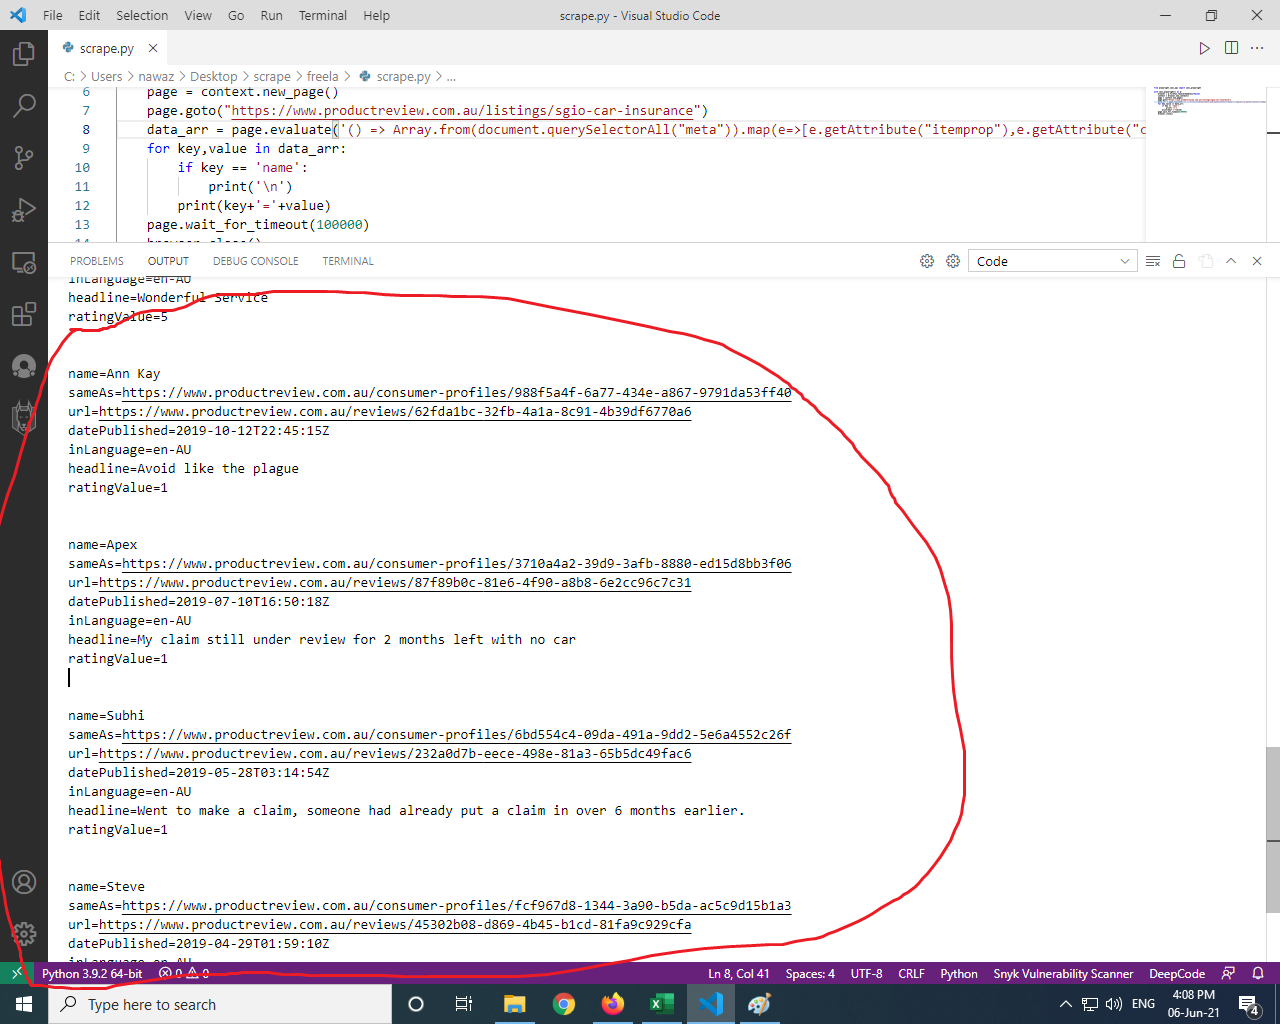 File Edit Selection View Go Run Terminal Help scrape.py - Visual Studio Code
scrape.py
C: > Users > nawaz > Desktop > scrape > freela > scrape.py > ...
6 page = context.new_page()
7 page.goto("https://www.productreview.com.au/listings/sgio-car-insurance")
8 data_arr = page.evaluate('() => Array.from(document.querySelectorAll("meta")).map(e=>[e.getAttribute("itemprop"),e.getAttribute("c
9 for key,value in data_arr:
10 if key == 'name':
11 print('\n')
12 print(key+'='+value)
13 page.wait_for_timeout(100000)
14 browser.close()
PROBLEMS OUTPUT DEBUG CONSOLE TERMINAL Code
inLanguage=en-AU
headline=Wonderful Service
ratingValue=5
name=Ann Kay
sameAs=https://www.productreview.com.au/consumer-profiles/988f5a4f-6a77-434e-a867-9791da53ff40
url=https://www.productreview.com.au/reviews/62fda1bc-32fb-4a1a-8c91-4b39df6770a6
datePublished=2019-10-12T22:45:15Z
inLanguage=en-AU
headline=Avoid like the plague
ratingValue=1
name=Apex
sameAs=https://www.productreview.com.au/consumer-profiles/3710a4a2-39d9-3afb-8880-ed15d8bb3f06
url=https://www.productreview.com.au/reviews/87f89b0c-81e6-4f90-a8b8-6e2cc96c7c31
datePublished=2019-07-10T16:50:18Z
inLanguage=en-AU
headline=My claim still under review for 2 months left with no car
ratingValue=1
name=Subhi
sameAs=https://www.productreview.com.au/consumer-profiles/6bd554c4-09da-491a-9dd2-5e6a4552c26f
url=https://www.productreview.com.au/reviews/232a0d7b-eece-498e-81a3-65b5dc49fac6
datePublished=2019-05-28T03:14:54Z
inLanguage=en-AU
headline=Went to make a claim, someone had already put a claim in over 6 months earlier.
ratingValue=1
name=Steve
sameAs=https://www.productreview.com.au/consumer-profiles/fcf967d8-1344-3a90-b5da-ac5c9d15b1a3
url=https://www.productreview.com.au/reviews/45302b08-d869-4b45-b1cd-81fa9c929cfa
datePublished=2019-04-29T01:59:10Z
inLanguage=en-AU
Python 3.9.2 64-bit 0 0 Ln 8, Col 41 Spaces: 4 UTF-8 CRLF Python Snyk Vulnerability Scanner DeepCode
Type here to search ENG 4:08 PM
06-Jun-21 4